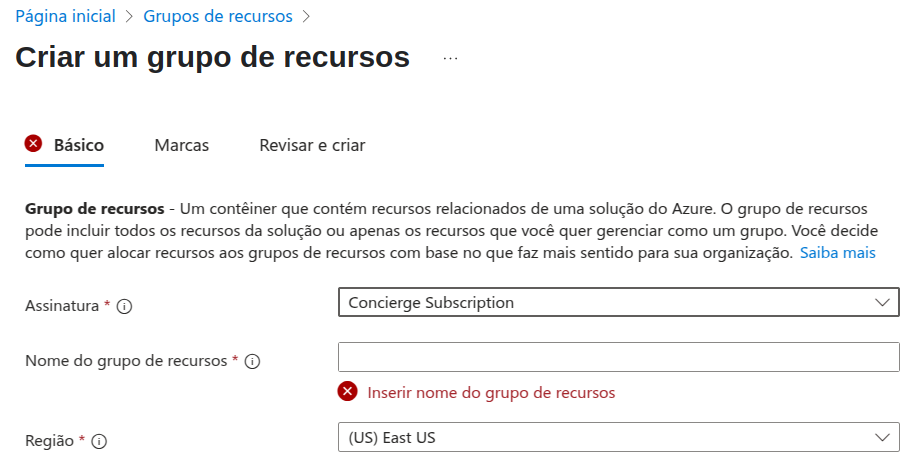 Página inicial > Grupos de recursos >
Criar um grupo de recursos ...
Básico Marcas Revisar e criar
Grupo de recursos - Um contêiner que contém recursos relacionados de uma solução do Azure. O grupo de recursos
pode incluir todos os recursos da solução ou apenas os recursos que você quer gerenciar como um grupo. Você decide
como quer alocar recursos aos grupos de recursos com base no que faz mais sentido para sua organização. Saiba mais
Assinatura * Concierge Subscription
Nome do grupo de recursos *
Inserir nome do grupo de recursos
Região * (US) East US